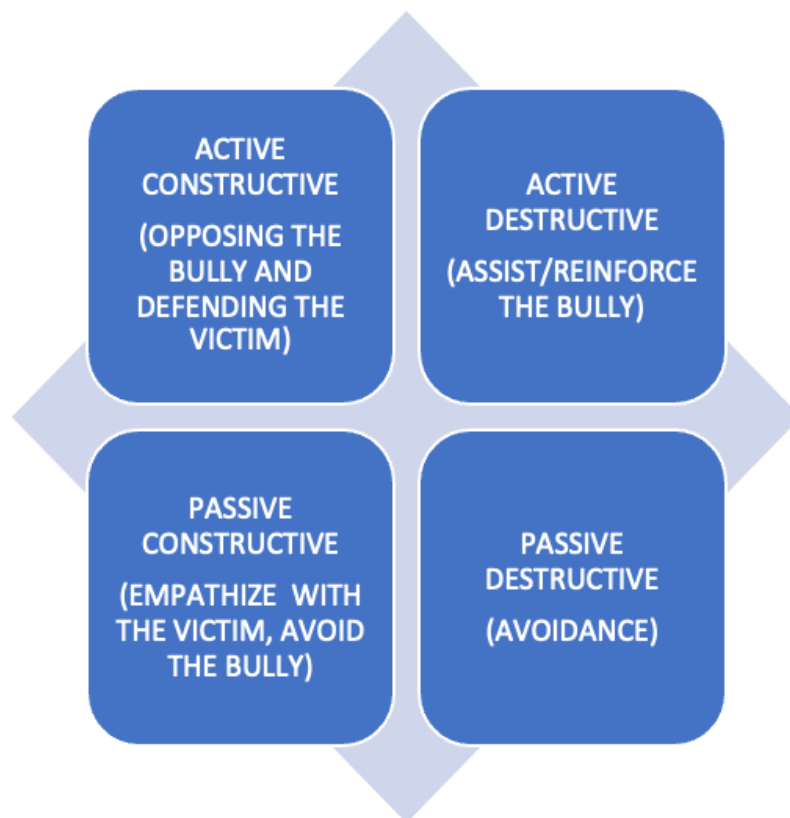 ACTIVE
CONSTRUCTIVE
(OPPOSING THE
BULLY AND
DEFENDING THE
VICTIM)
ACTIVE
DESTRUCTIVE
(ASSIST/REINFORCE
THE BULLY)
PASSIVE
CONSTRUCTIVE
(EMPATHIZE  WITH
THE VICTIM, AVOID
THE BULLY)
PASSIVE
DESTRUCTIVE
(AVOIDANCE)